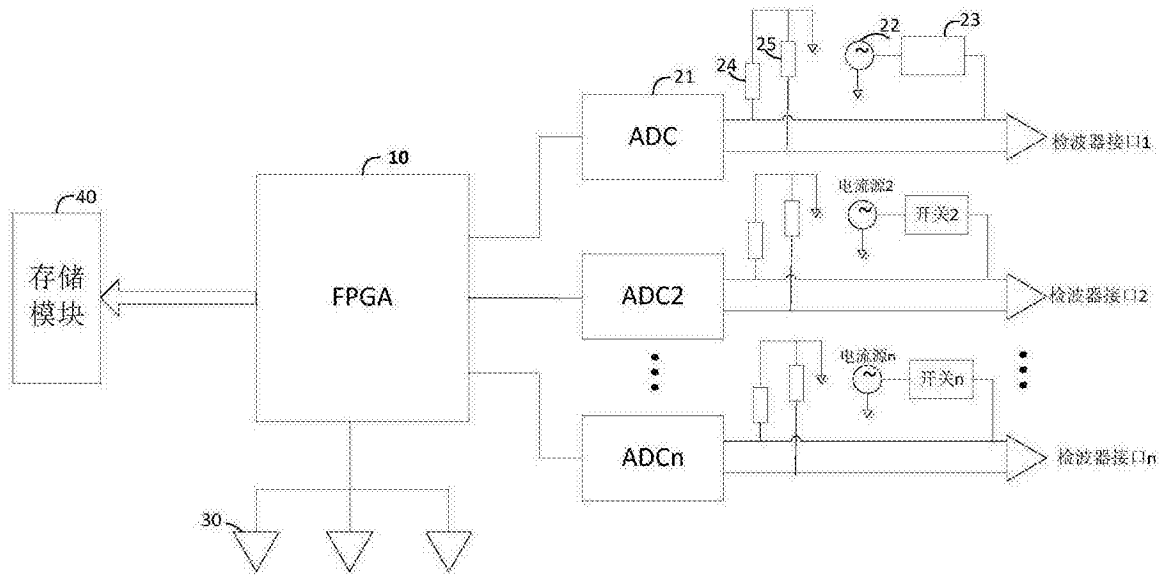 22
23
25
24
21
ADC
检波器接口1
10
40
电流源2
开关2
存储
模块
FPGA
ADC2
检波器接口2
电流源n
开关n
ADCn
检波器接口n
30